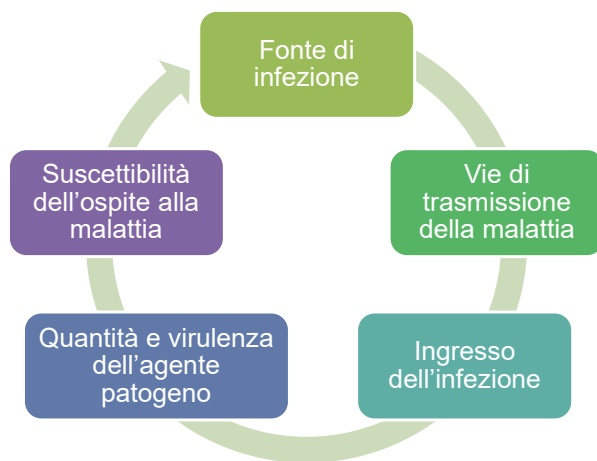 Fonte di
infezione
Vie di
trasmissione
della malattia
Ingresso
dell'infezione
Quantità e virulenza
dell'agente
patogeno
Suscettibilità
dell'ospite alla
malattia